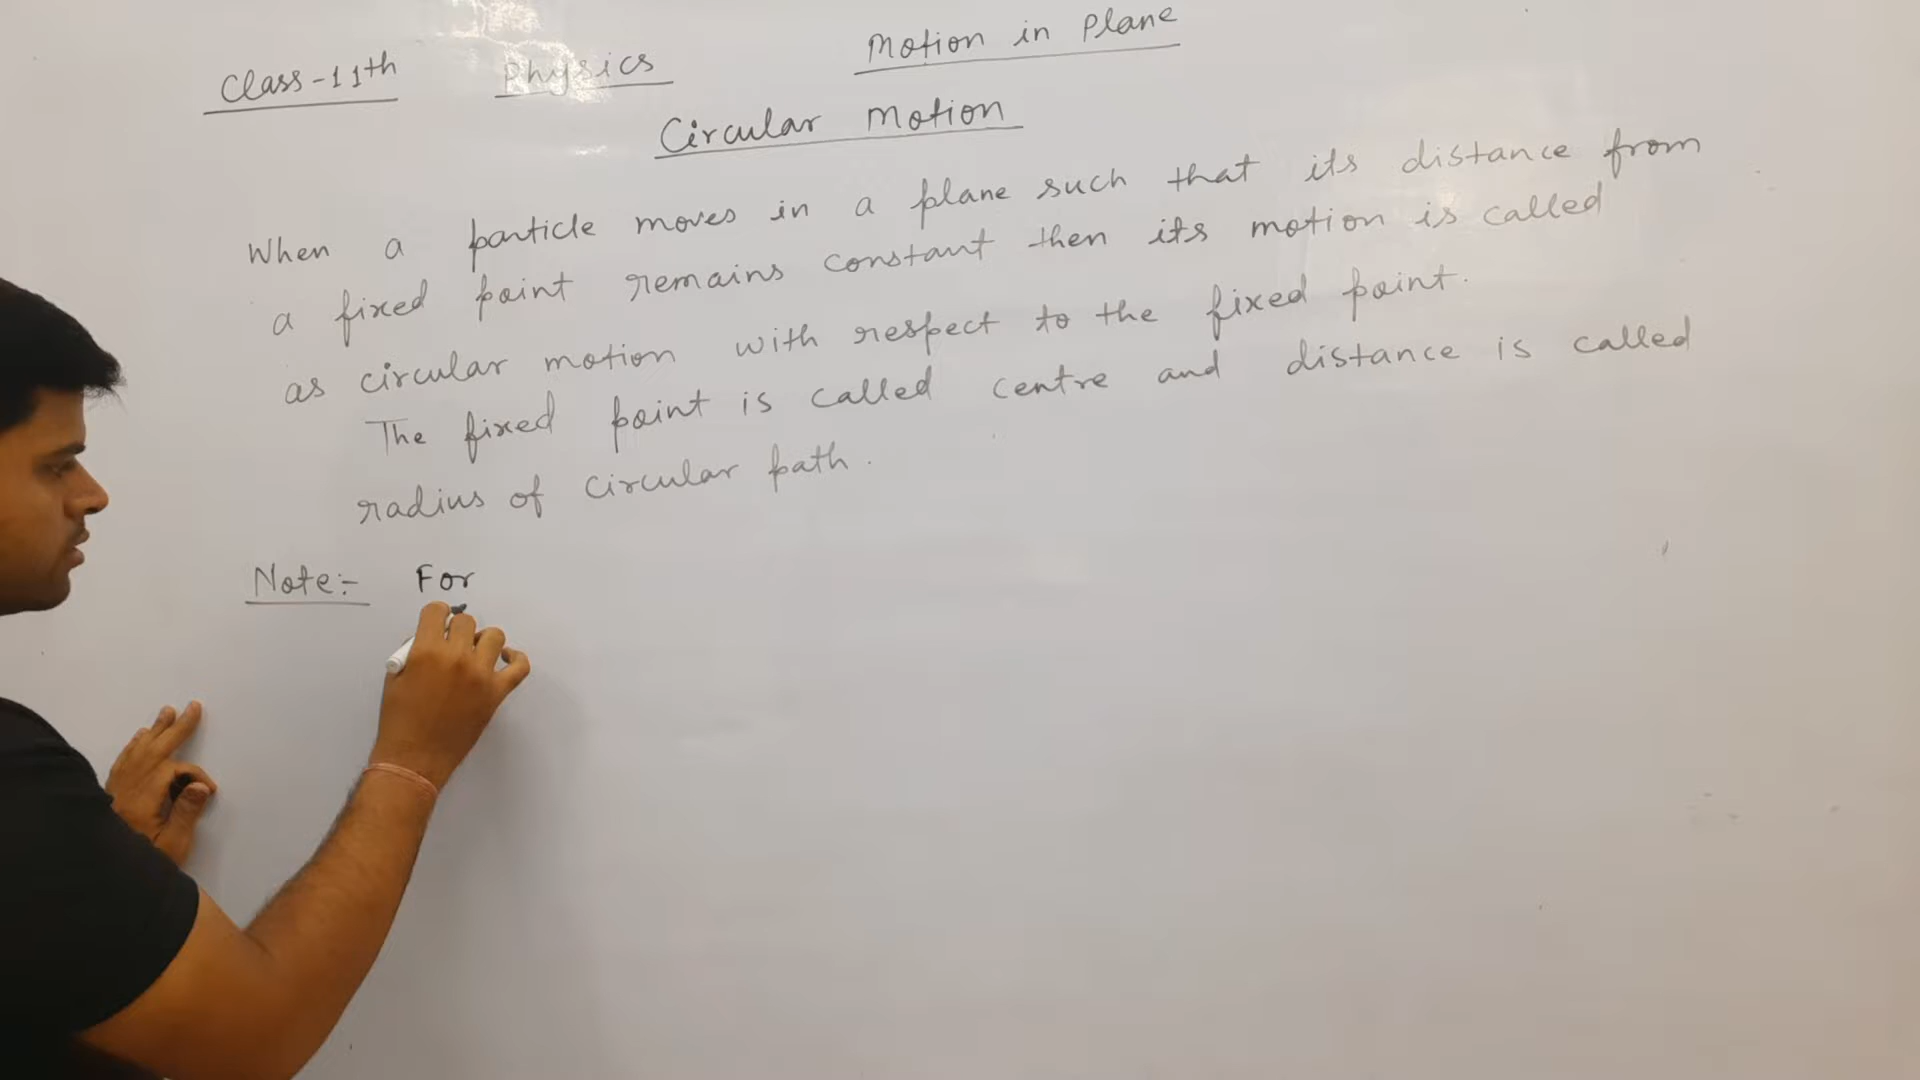 Class-11th Physics Motion in Plane
Circular Motion
When a particle moves in a plane such that its distance from
a fixed point remains constant then its motion is called
as circular motion with respect to the fixed point.
The fixed point is called centre and distance is called
radius of circular path.
Note:- For